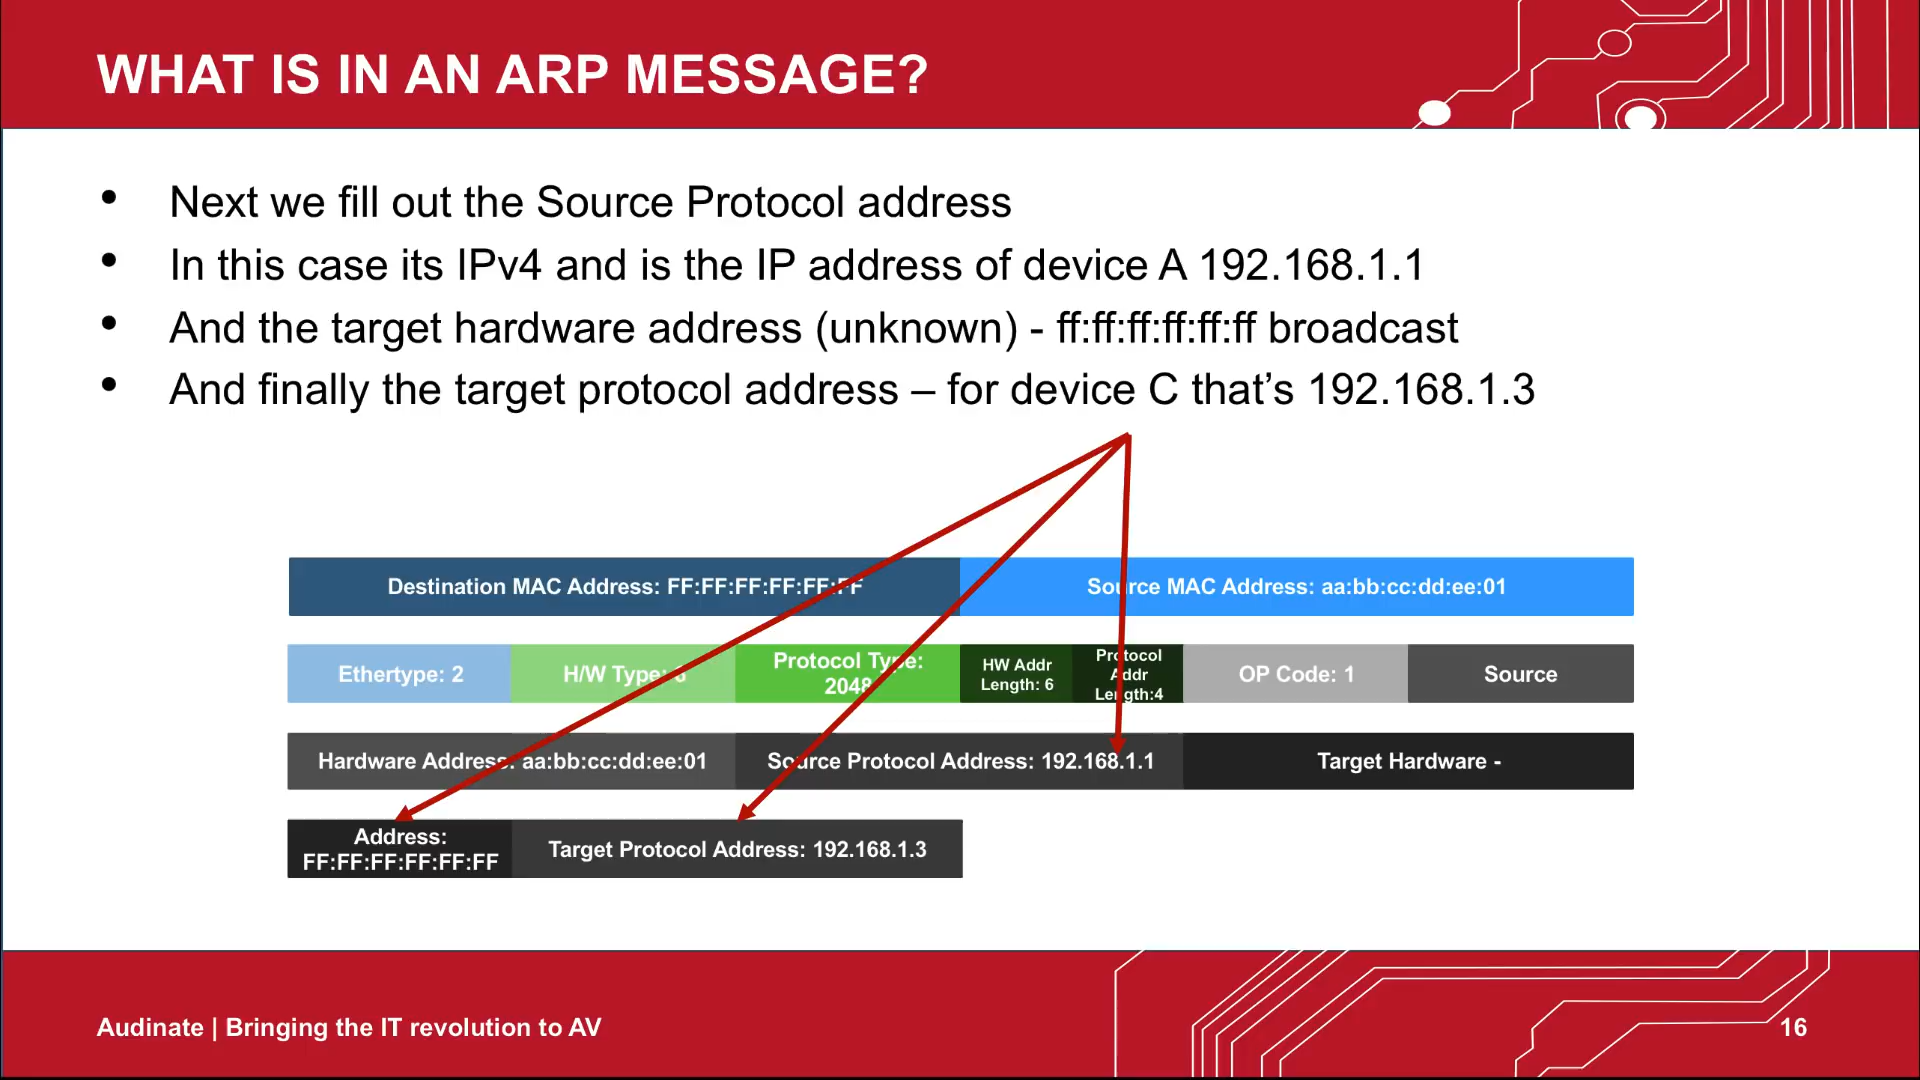 WHAT IS IN AN ARP MESSAGE?
• Next we fill out the Source Protocol address
• In this case its IPv4 and is the IP address of device A 192.168.1.1
• And the target hardware address (unknown) - ff:ff:ff:ff:ff:ff broadcast
• And finally the target protocol address – for device C that’s 192.168.1.3
Destination MAC Address: FF:FF:FF:FF:FF:FF
Source MAC Address: aa:bb:cc:dd:ee:01
Ethertype: 2
H/W Type: 6
Protocol Type:
2048
HW Addr
Length: 6
Protocol
Addr
Length:4
OP Code: 1
Source
Hardware Address: aa:bb:cc:dd:ee:01
Source Protocol Address: 192.168.1.1
Target Hardware -
Address:
FF:FF:FF:FF:FF:FF
Target Protocol Address: 192.168.1.3
Audinate | Bringing the IT revolution to AV
16